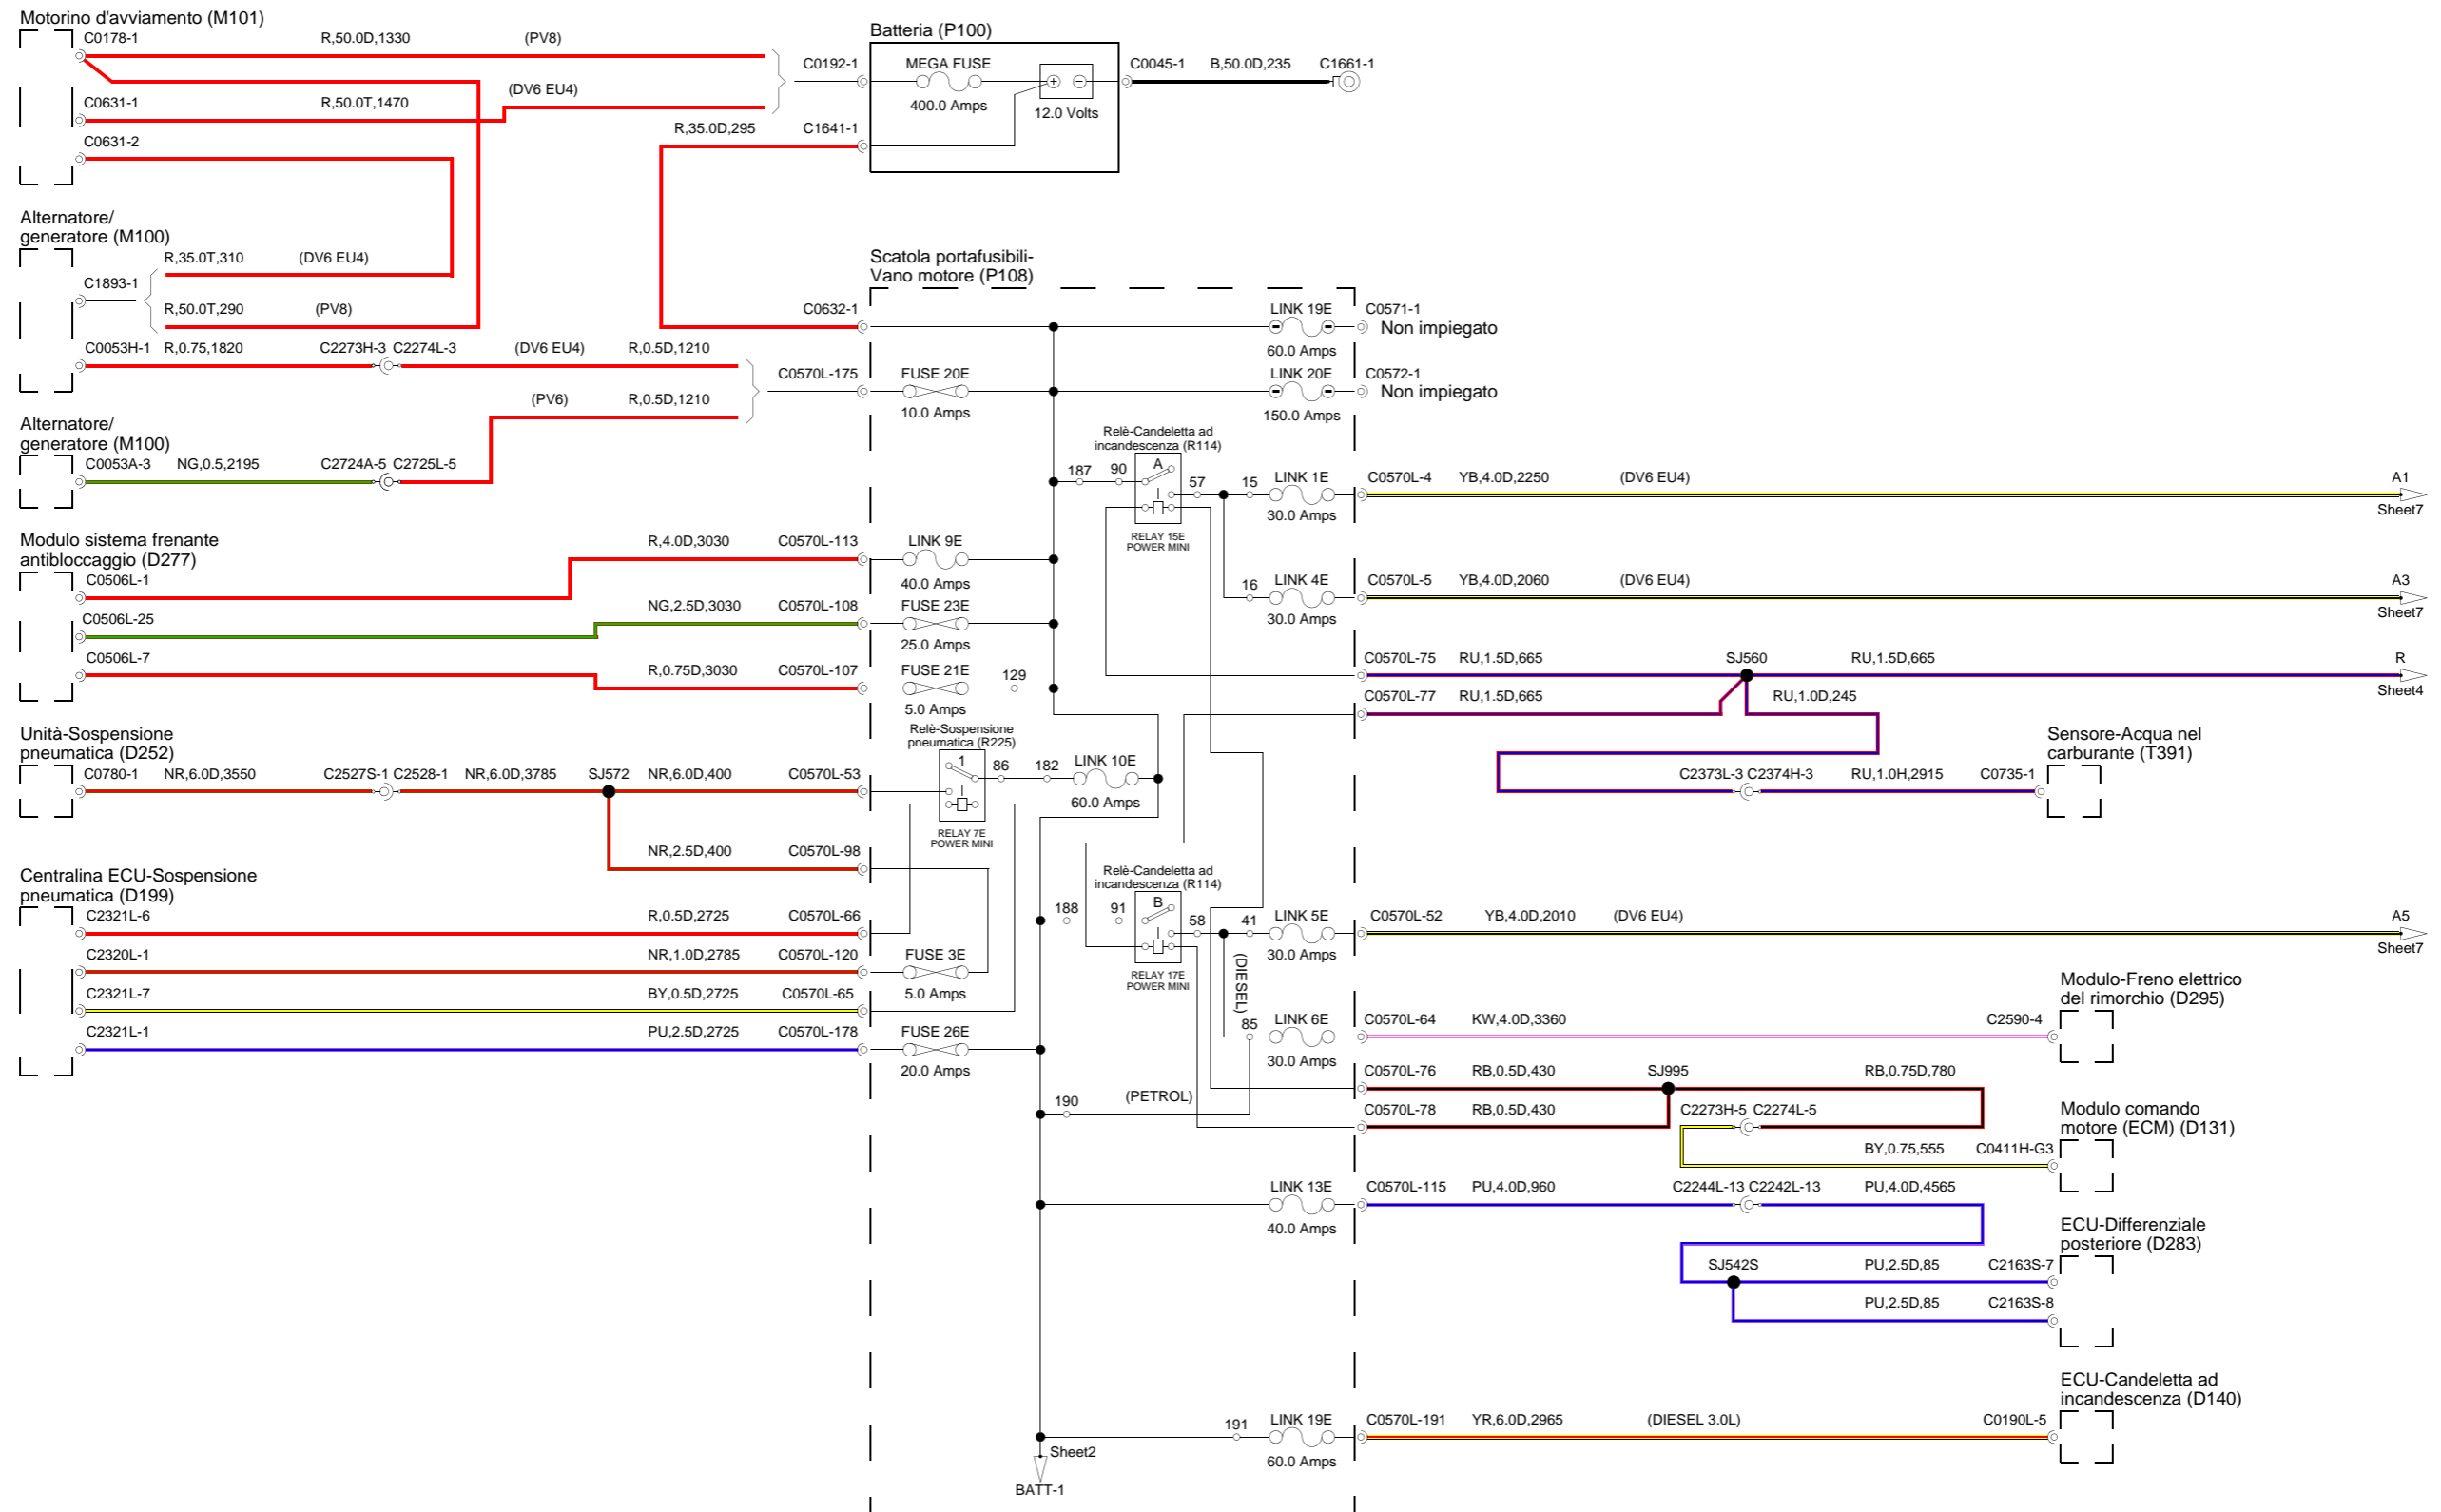 Motorino d'avviamento (M101)
C0178-1
R,50.0D,1330
(PV8)
C0631-1
R,50.0T,1470
(DV6 EU4)
C0631-2
C0192-1
Batteria (P100)
MEGA FUSE
400.0 Amps
12.0 Volts
C0045-1
B,50.0D,235
C1661-1
R,35.0D,295
C1641-1
Alternatore/
generatore (M100)
R,35.0T,310
(DV6 EU4)
C1893-1
R,50.0T,290
(PV8)
C0053H-1
R,0.75,1820
C2273H-3
C2274L-3
(DV6 EU4)
R,0.5D,1210
C0570L-175
(PV6)
R,0.5D,1210
Alternatore/
generatore (M100)
C0053A-3
NG,0.5,2195
C2724A-5
C2725L-5
Modulo sistema frenante
antibloccaggio (D277)
C0506L-1
R,4.0D,3030
C0570L-113
C0506L-25
NG,2.5D,3030
C0570L-108
C0506L-7
R,0.75D,3030
C0570L-107
Unità-Sospensione
pneumatica (D252)
C0780-1
NR,6.0D,3550
C2527S-1
C2528-1
NR,6.0D,3785
SJ572
NR,6.0D,400
C0570L-53
NR,2.5D,400
C0570L-98
Centralina ECU-Sospensione
pneumatica (D199)
C2321L-6
R,0.5D,2725
C0570L-66
C2320L-1
NR,1.0D,2785
C0570L-120
C2321L-7
BY,0.5D,2725
C0570L-65
C2321L-1
PU,2.5D,2725
C0570L-178
Scatola portafusibili-
Vano motore (P108)
C0632-1
LINK 19E
60.0 Amps
C0571-1
Non impiegato
FUSE 20E
10.0 Amps
LINK 20E
150.0 Amps
C0572-1
Non impiegato
Relè-Candeletta ad
incandescenza (R114)
187
90
A
57
15
RELAY 15E
POWER MINI
LINK 1E
30.0 Amps
C0570L-4
YB,4.0D,2250
(DV6 EU4)
A1
Sheet7
LINK 9E
40.0 Amps
16
LINK 4E
30.0 Amps
C0570L-5
YB,4.0D,2060
(DV6 EU4)
A3
Sheet7
FUSE 23E
25.0 Amps
FUSE 21E
5.0 Amps
129
C0570L-75
RU,1.5D,665
SJ560
RU,1.5D,665
R
Sheet4
C0570L-77
RU,1.5D,665
RU,1.0D,245
Sensore-Acqua nel
carburante (T391)
C2373L-3
C2374H-3
RU,1.0H,2915
C0735-1
Relè-Sospensione
pneumatica (R225)
1
86
182
LINK 10E
60.0 Amps
RELAY 7E
POWER MINI
Relè-Candeletta ad
incandescenza (R114)
188
91
B
58
41
RELAY 17E
POWER MINI
LINK 5E
30.0 Amps
C0570L-52
YB,4.0D,2010
(DV6 EU4)
A5
Sheet7
FUSE 3E
5.0 Amps
(DIESEL)
85
LINK 6E
30.0 Amps
C0570L-64
KW,4.0D,3360
C2590-4
Modulo-Freno elettrico
del rimorchio (D295)
FUSE 26E
20.0 Amps
190
(PETROL)
C0570L-76
RB,0.5D,430
SJ995
RB,0.75D,780
C0570L-78
RB,0.5D,430
C2273H-5
C2274L-5
Modulo comando
motore (ECM) (D131)
BY,0.75,555
C0411H-G3
LINK 13E
40.0 Amps
C0570L-115
PU,4.0D,960
C2244L-13
C2242L-13
PU,4.0D,4565
ECU-Differenziale
posteriore (D283)
SJ542S
PU,2.5D,85
C2163S-7
PU,2.5D,85
C2163S-8
ECU-Candeletta ad
incandescenza (D140)
191
LINK 19E
60.0 Amps
C0570L-191
YR,6.0D,2965
(DIESEL 3.0L)
C0190L-5
Sheet2
BATT-1